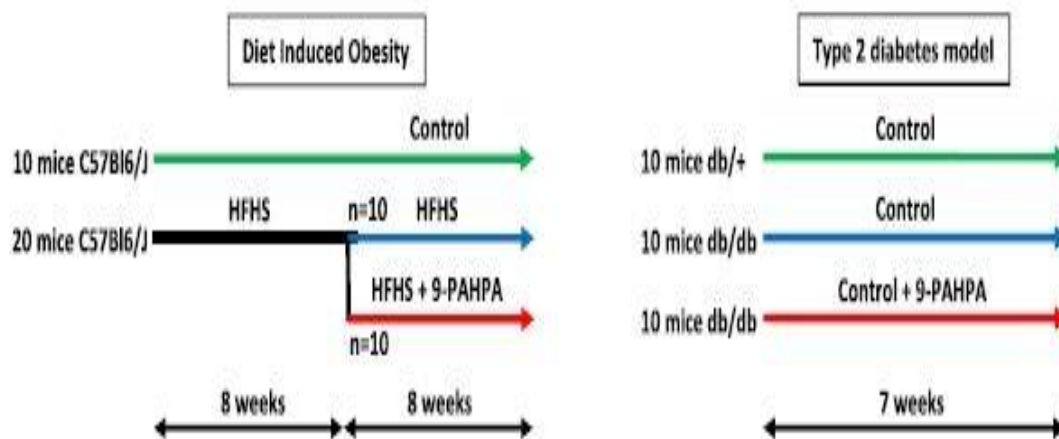 Diet Induced Obesity
Control
10 mice C57Bl6/J
HFHS
n=10
HFHS
20 mice C57Bl6/J
HFHS + 9-PAHPA
n=10
8 weeks
8 weeks
Type 2 diabetes model
Control
10 mice db/+
Control
10 mice db/db
Control + 9-PAHPA
10 mice db/db
7 weeks